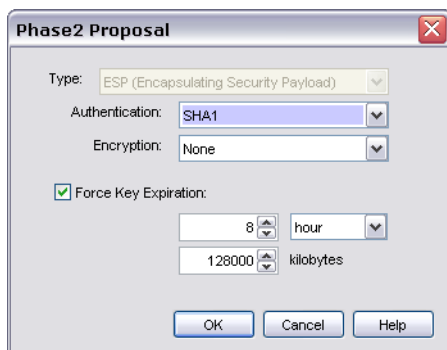 Phase2 Proposal
Type: ESP (Encapsulating Security Payload)
Authentication: SHA1
Encryption: None
Force Key Expiration:
8 hour
128000 kilobytes
OK Cancel Help